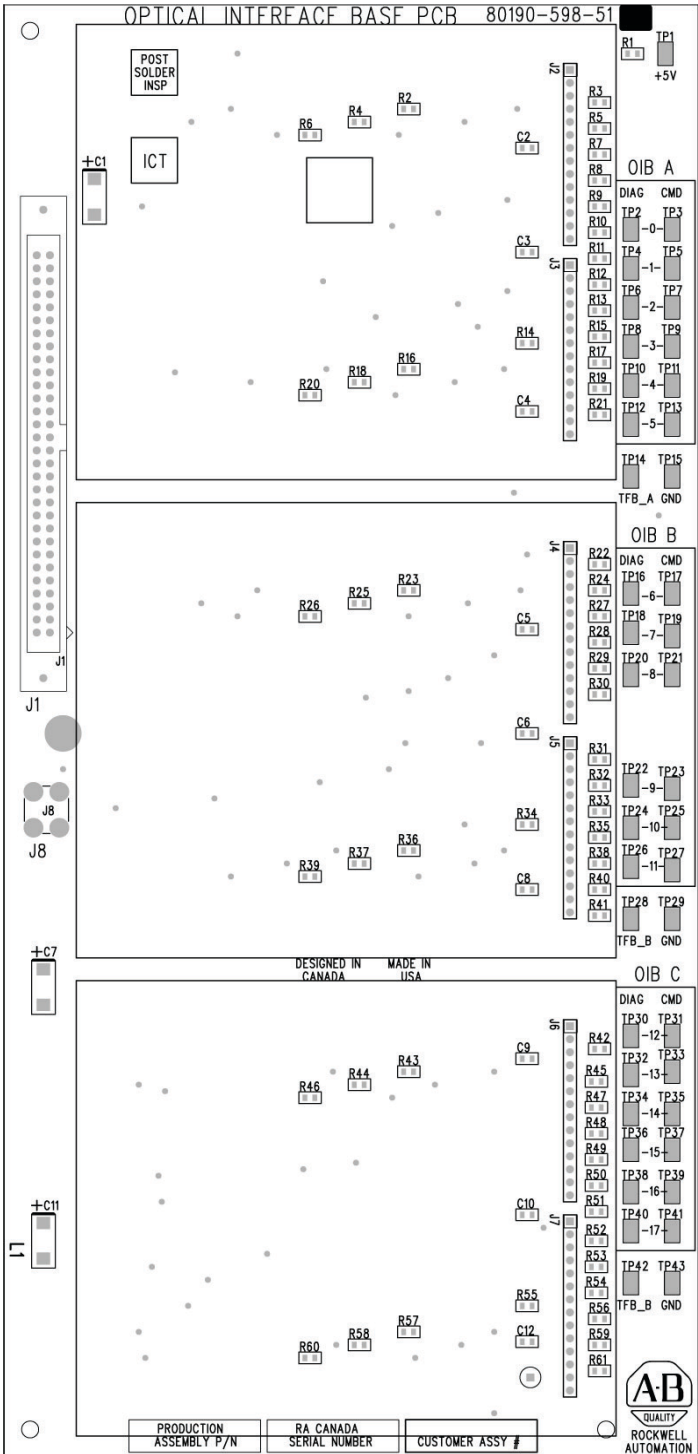 OPTICAL INTERFACE BASE PCB 80190-598-51
R1 TP1
+5V
POST
SOLDER
INSP
ICT
+C1
J2
R2
R4
R6
C2
R3
R5
R7
R8
R9
R10
C3
J3
R11
R12
R13
R14
R15
R16
R17
R18
R19
R20
C4
R21
OIB A
DIAG CMD
TP2 -0- TP3
TP4 -1- TP5
TP6 -2- TP7
TP8 -3- TP9
TP10 -4- TP11
TP12 -5- TP13
TP14 TP15
TFB_A GND
J1
J1
J4
R22
R23
R24
R25
R26
R27
C5
R28
R29
R30
C6
J5
R31
R32
R33
R34
R35
R36
R37
R38
R39
C8
R40
R41
OIB B
DIAG CMD
TP16 -6- TP17
TP18 -7- TP19
TP20 -8- TP21
TP22 -9- TP23
TP24 -10- TP25
TP26 -11- TP27
TP28 TP29
TFB_B GND
J8
J8
DESIGNED IN CANADA
MADE IN USA
+C7
J6
R42
C9
R43
R44
R45
R46
R47
R48
R49
R50
R51
C10
J7
R52
R53
R54
R55
R56
R57
R58
C12
R59
R60
R61
+C11
L1
OIB C
DIAG CMD
TP30 -12- TP31
TP32 -13- TP33
TP34 -14- TP35
TP36 -15- TP37
TP38 -16- TP39
TP40 -17- TP41
TP42 TP43
TFB_B GND
PRODUCTION
ASSEMBLY P/N
RA CANADA
SERIAL NUMBER
CUSTOMER ASSY #
A-B
QUALITY
ROCKWELL
AUTOMATION